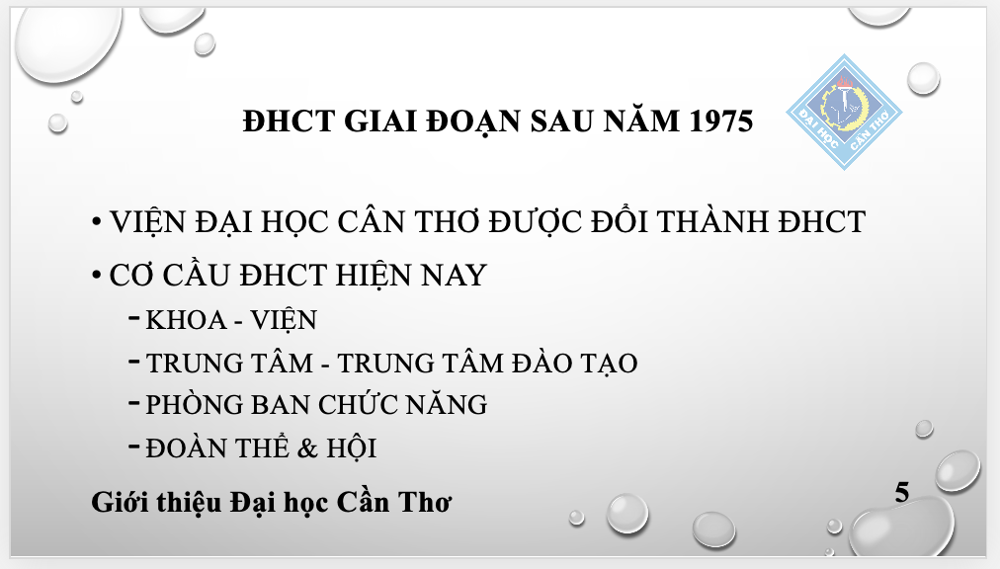 ĐHCT GIAI ĐOẠN SAU NĂM 1975
ĐẠI HỌC CẦN THƠ
• VIỆN ĐẠI HỌC CÂN THƠ ĐƯỢC ĐỔI THÀNH ĐHCT
• CƠ CẦU ĐHCT HIỆN NAY
- KHOA - VIỆN
- TRUNG TÂM - TRUNG TÂM ĐÀO TẠO
- PHÒNG BAN CHỨC NĂNG
- ĐOÀN THỂ & HỘI
Giới thiệu Đại học Cần Thơ
5